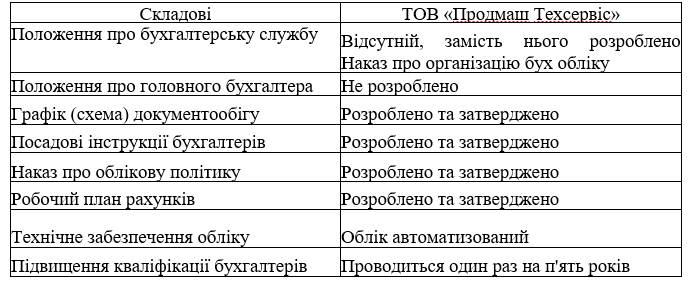 Складові ТОВ «Продмаш Техсервіс»
Положення про бухгалтерську службу
Відсутній, замість нього розроблено
Наказ про організацію бух обліку
Положення про головного бухгалтера Не розроблено
Графік (схема) документообігу Розроблено та затверджено
Посадові інструкції бухгалтерів Розроблено та затверджено
Наказ про облікову політику Розроблено та затверджено
Робочий план рахунків Розроблено та затверджено
Технічне забезпечення обліку Облік автоматизований
Підвищення кваліфікації бухгалтерів Проводиться один раз на п'ять років